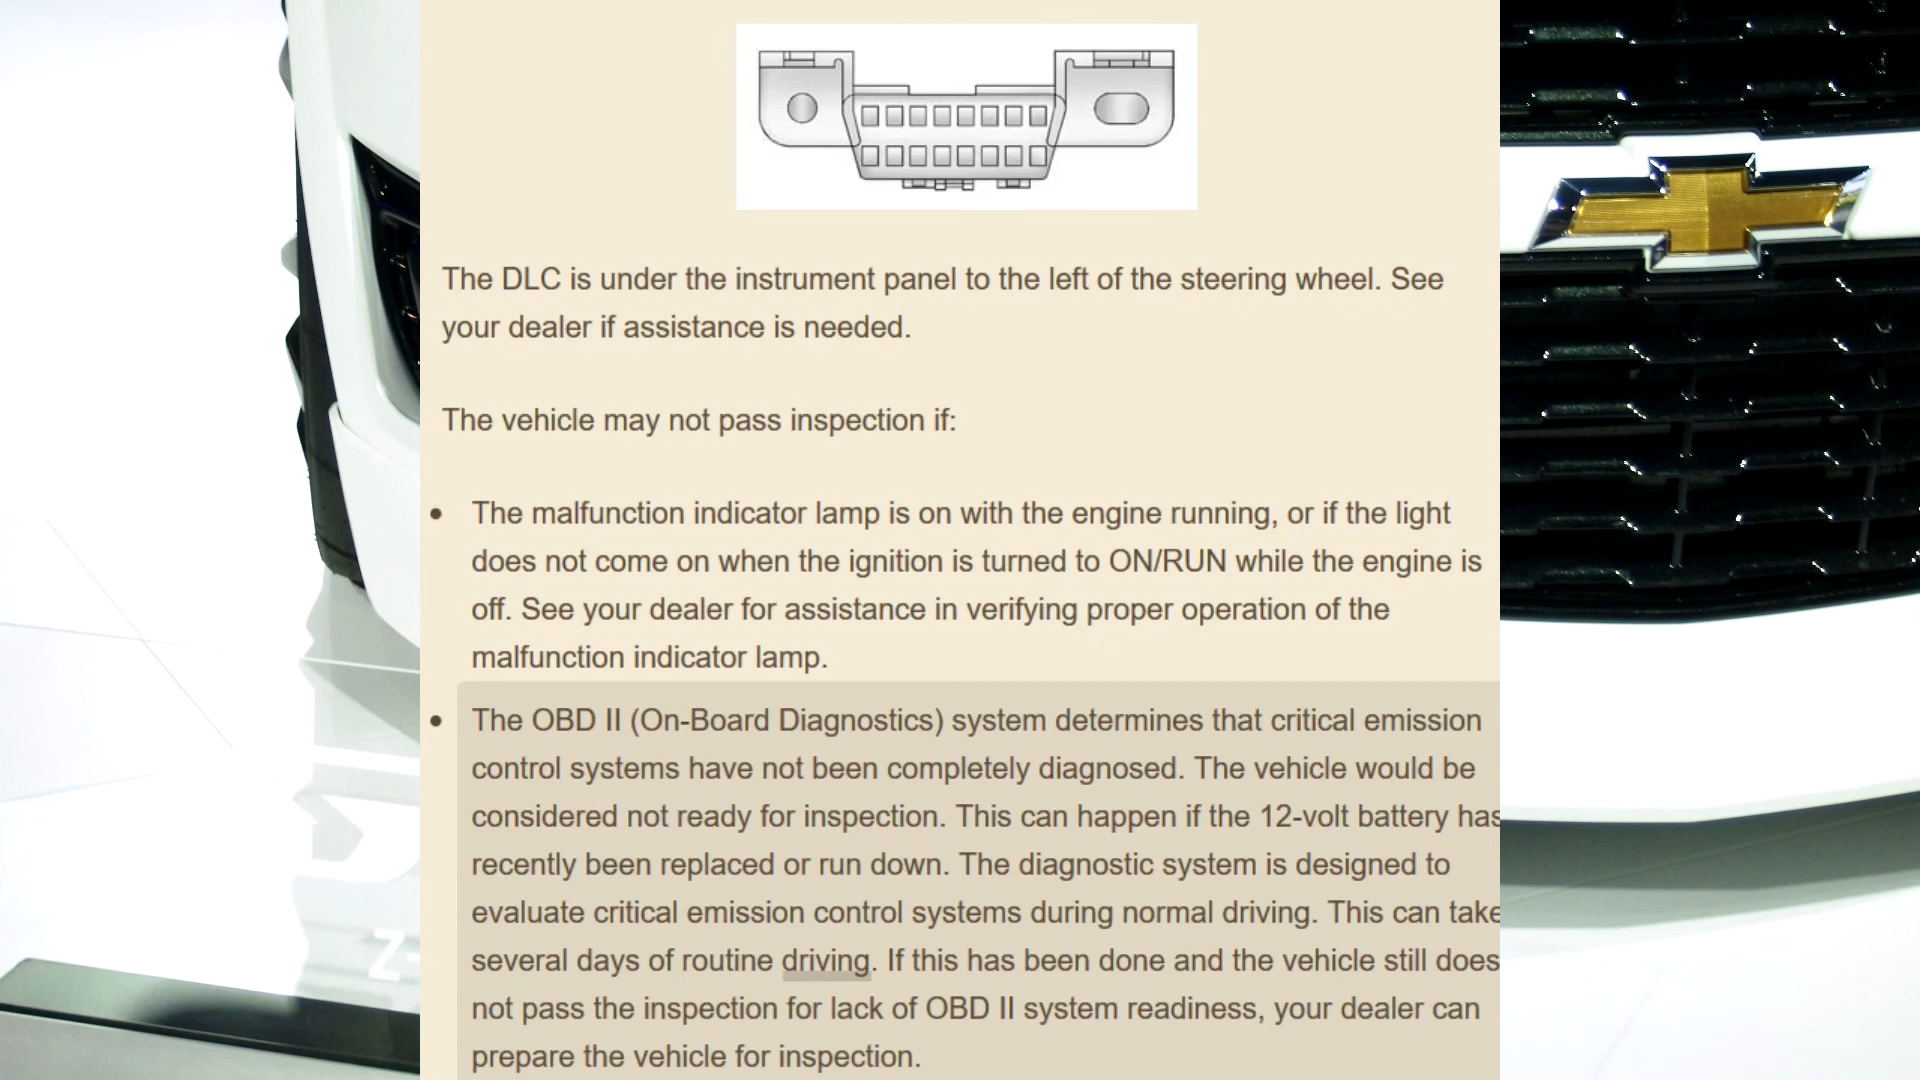 The DLC is under the instrument panel to the left of the steering wheel. See
your dealer if assistance is needed.
The vehicle may not pass inspection if:
• The malfunction indicator lamp is on with the engine running, or if the light
does not come on when the ignition is turned to ON/RUN while the engine is
off. See your dealer for assistance in verifying proper operation of the
malfunction indicator lamp.
• The OBD II (On-Board Diagnostics) system determines that critical emission
control systems have not been completely diagnosed. The vehicle would be
considered not ready for inspection. This can happen if the 12-volt battery has
recently been replaced or run down. The diagnostic system is designed to
evaluate critical emission control systems during normal driving. This can take
several days of routine driving. If this has been done and the vehicle still does
not pass the inspection for lack of OBD II system readiness, your dealer can
prepare the vehicle for inspection.